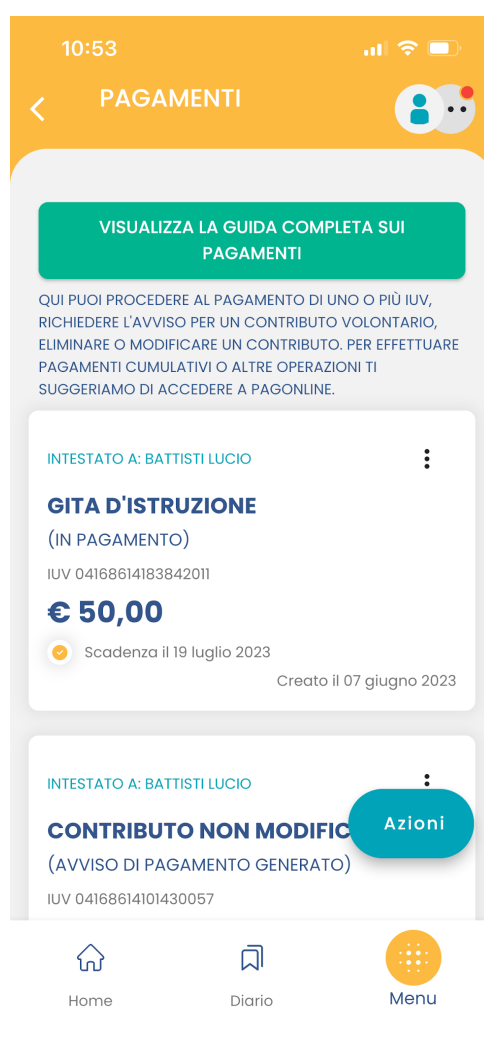 10:53
PAGAMENTI
VISUALIZZA LA GUIDA COMPLETA SUI
PAGAMENTI
QUI PUOI PROCEDERE AL PAGAMENTO DI UNO O PIÙ IUV,
RICHIEDERE L'AVVISO PER UN CONTRIBUTO VOLONTARIO,
ELIMINARE O MODIFICARE UN CONTRIBUTO. PER EFFETTUARE
PAGAMENTI CUMULATIVI O ALTRE OPERAZIONI TI
SUGGERIAMO DI ACCEDERE A PAGONLINE.
INTESTATO A: BATTISTI LUCIO
GITA D'ISTRUZIONE
(IN PAGAMENTO)
IUV 04168614183842011
€ 50,00
Scadenza il 19 luglio 2023
Creato il 07 giugno 2023
INTESTATO A: BATTISTI LUCIO
CONTRIBUTO NON MODIFIC
Azioni
(AVVISO DI PAGAMENTO GENERATO)
IUV 04168614101430057
Home
Diario
Menu